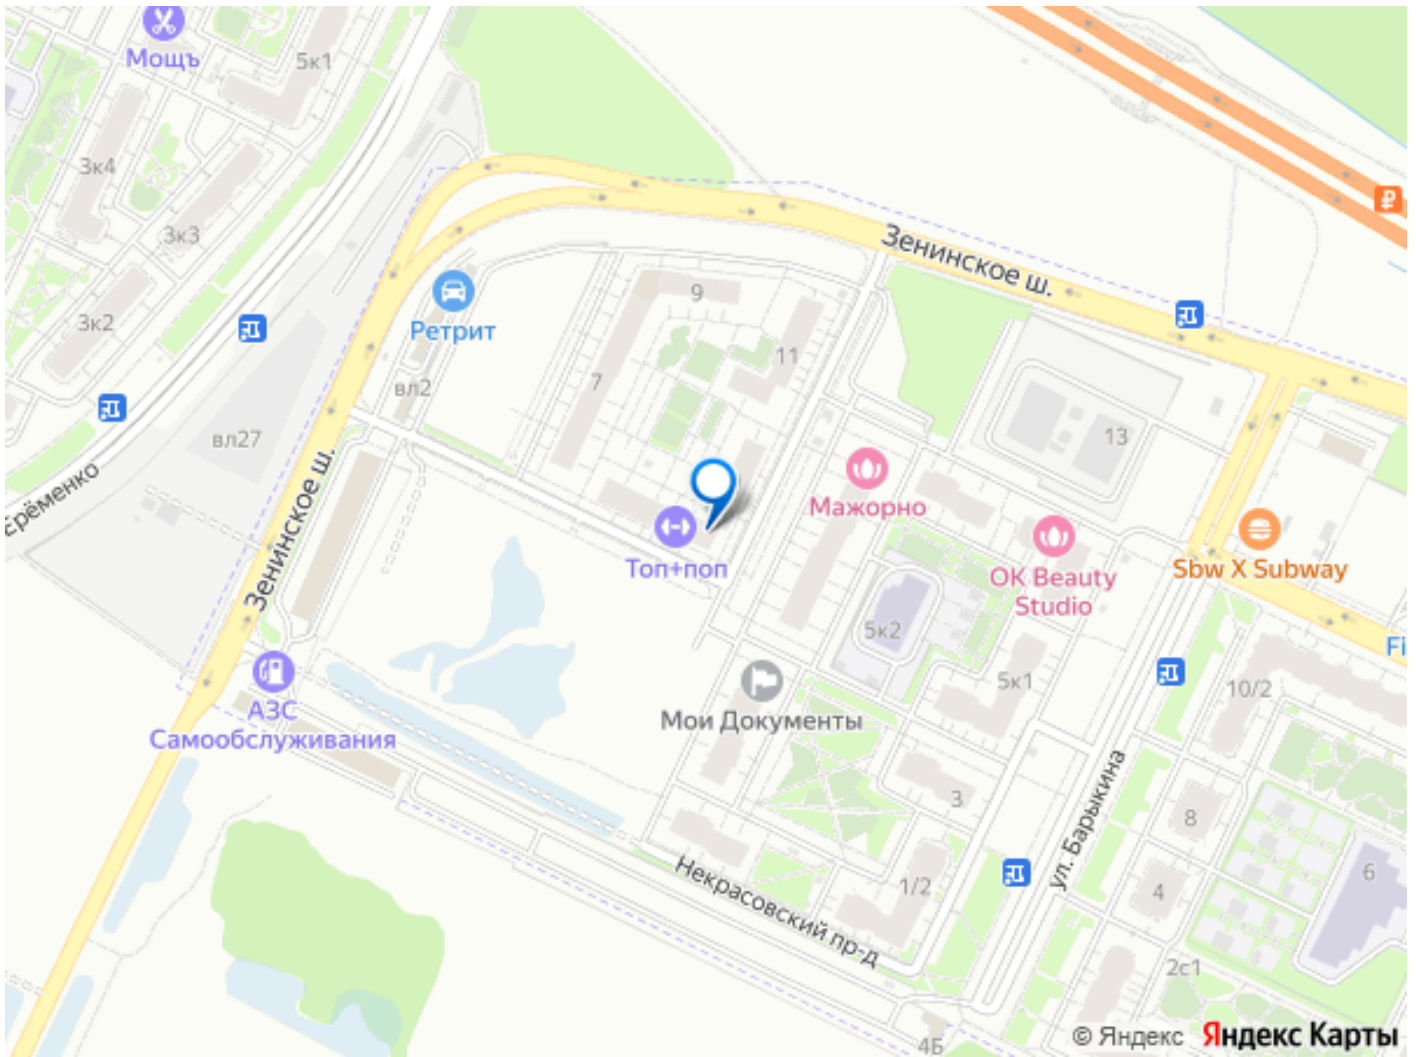 Мощъ
5к1
3к4
3к3
3к2
вл27
Ерёменко
Зенинское ш.
Зенинское ш.
₽
Ретрит
вл2
9
11
7
13
Мажорно
Топ+поп
OK Beauty
Studio
Sbw X Subway
Fi
5к2
5к1
10/2
Мои Документы
АЗС
Самообслуживания
3
8
ул. Барыкина
Некрасовский пр-д
1/2
4
6
2с1
4Б
© Яндекс Яндекс Карты